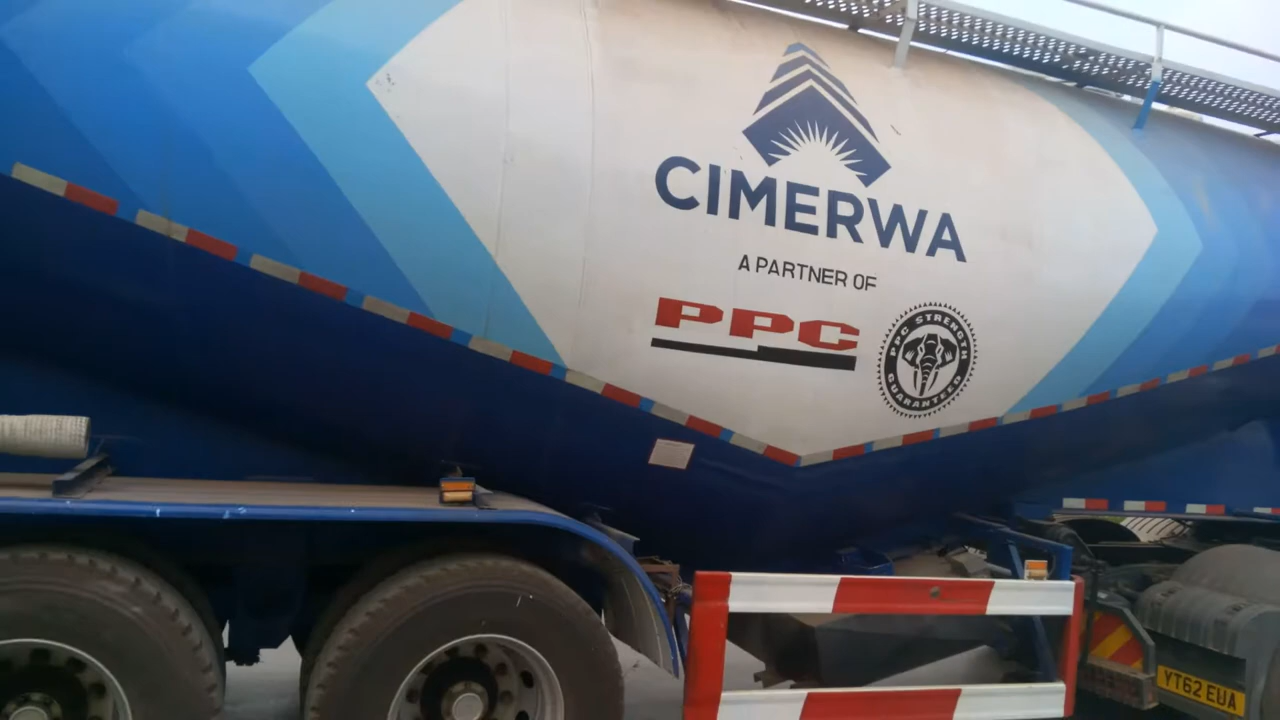 CIMERWA
A PARTNER OF
PPC
PPC STRENGTH
GUARANTEED
YT62 EUA